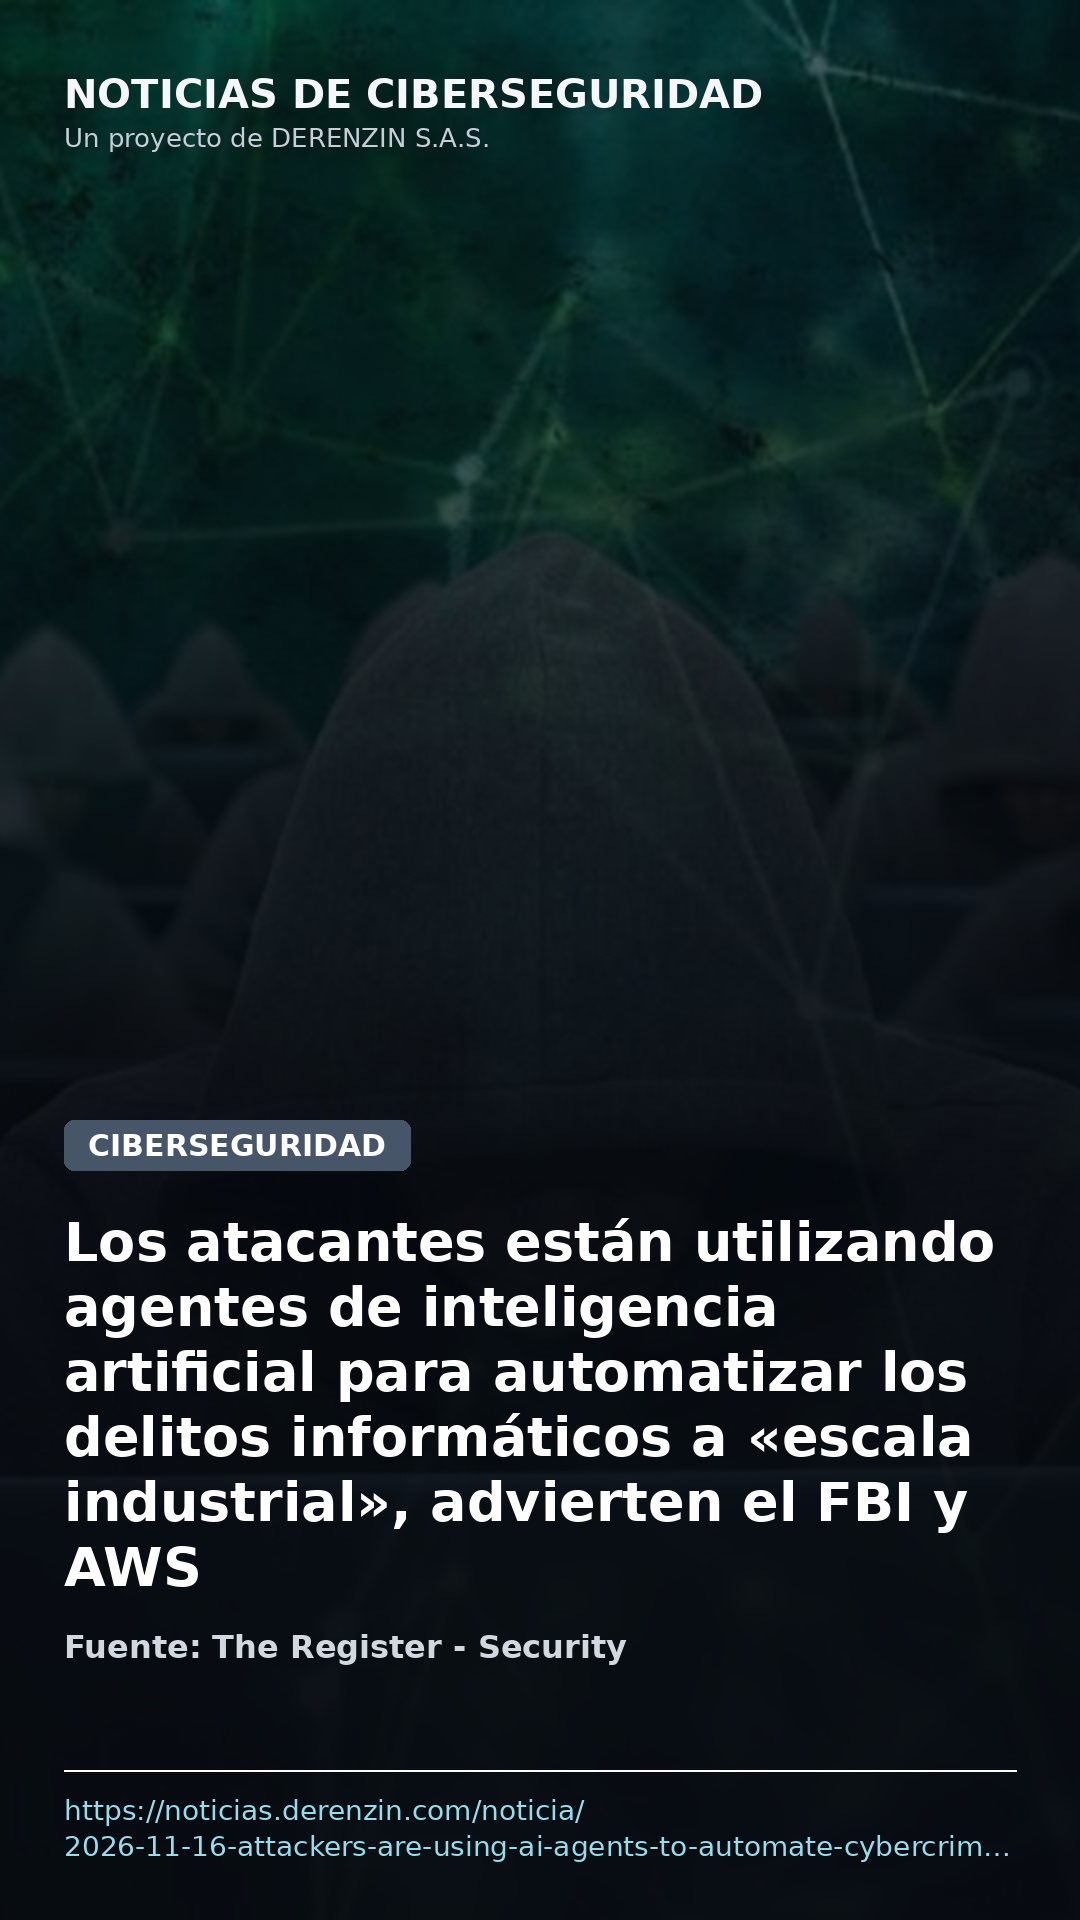 NOTICIAS DE CIBERSEGURIDAD
Un proyecto de DERENZIN S.A.S.
CIBERSEGURIDAD
Los atacantes están utilizando
agentes de inteligencia
artificial para automatizar los
delitos informáticos a «escala
industrial», advierten el FBI y
AWS
Fuente: The Register - Security
https://noticias.derenzin.com/noticia/
2026-11-16-attackers-are-using-ai-agents-to-automate-cybercrim…